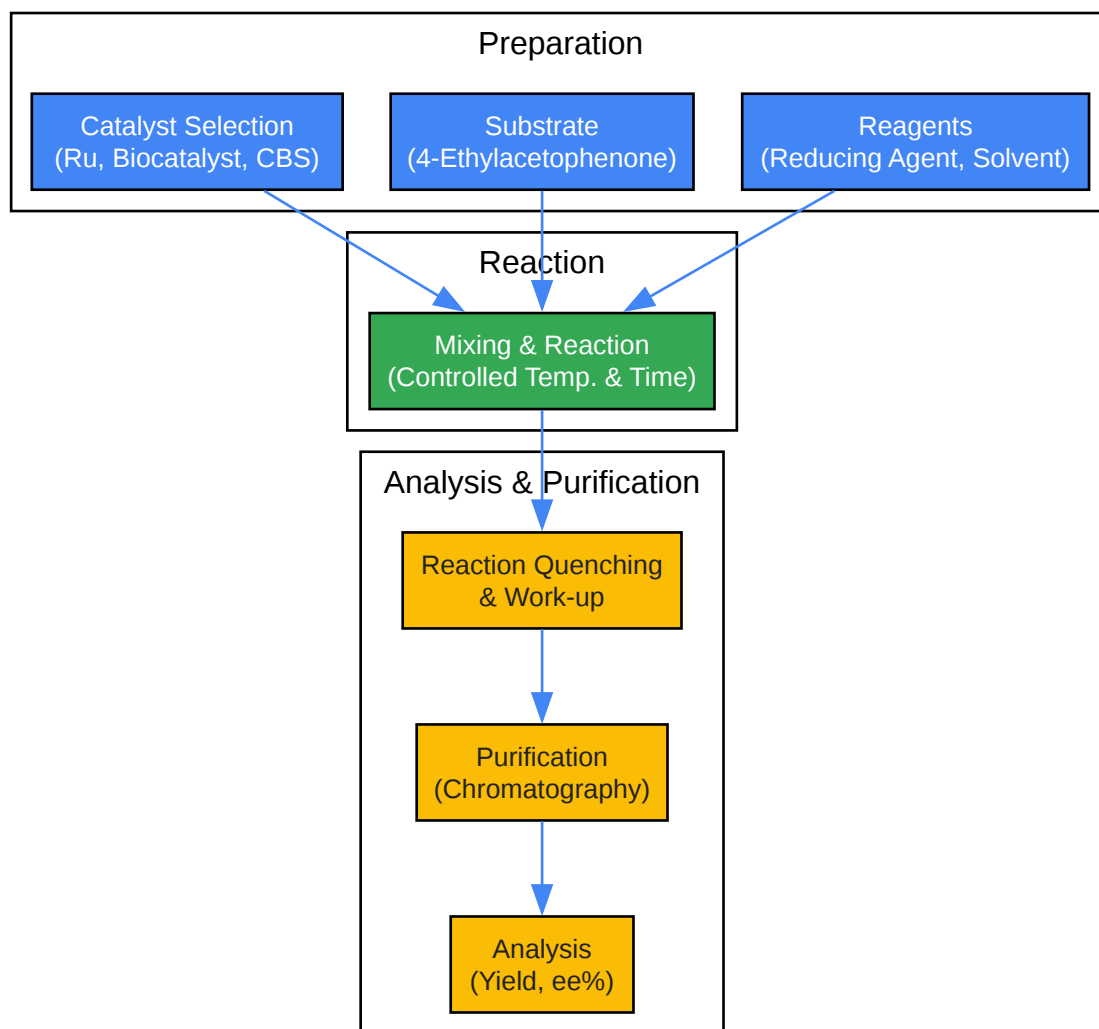 Preparation
Catalyst Selection
(Ru, Biocatalyst, CBS)
Substrate
(4-Ethylacetophenone)
Reagents
(Reducing Agent, Solvent)
Reaction
Mixing & Reaction
(Controlled Temp. & Time)
Analysis & Purification
Reaction Quenching
& Work-up
Purification
(Chromatography)
Analysis
(Yield, ee%)